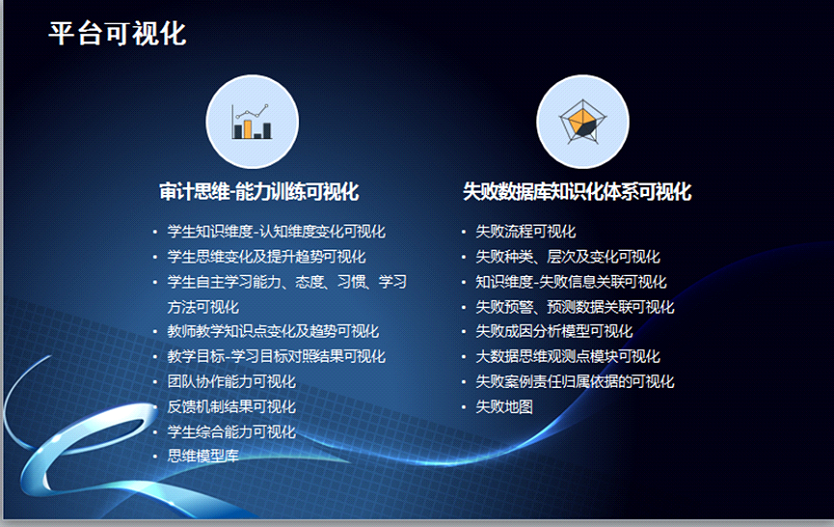 平台可视化
审计思维-能力训练可视化
• 学生知识维度-认知维度变化可视化
• 学生思维变化及提升趋势可视化
• 学生自主学习能力、态度、习惯、学习
方法可视化
• 教师教学知识点变化及趋势可视化
• 教学目标-学习目标对照结果可视化
• 团队协作能力可视化
• 反馈机制结果可视化
• 学生综合能力可视化
• 思维模型库
失败数据库知识化体系可视化
• 失败流程可视化
• 失败种类、层次及变化可视化
• 知识维度-失败信息关联可视化
• 失败预警、预测数据关联可视化
• 失败成因分析模型可视化
• 大数据思维观测点模块可视化
• 失败案例责任归属依据的可视化
• 失败地图